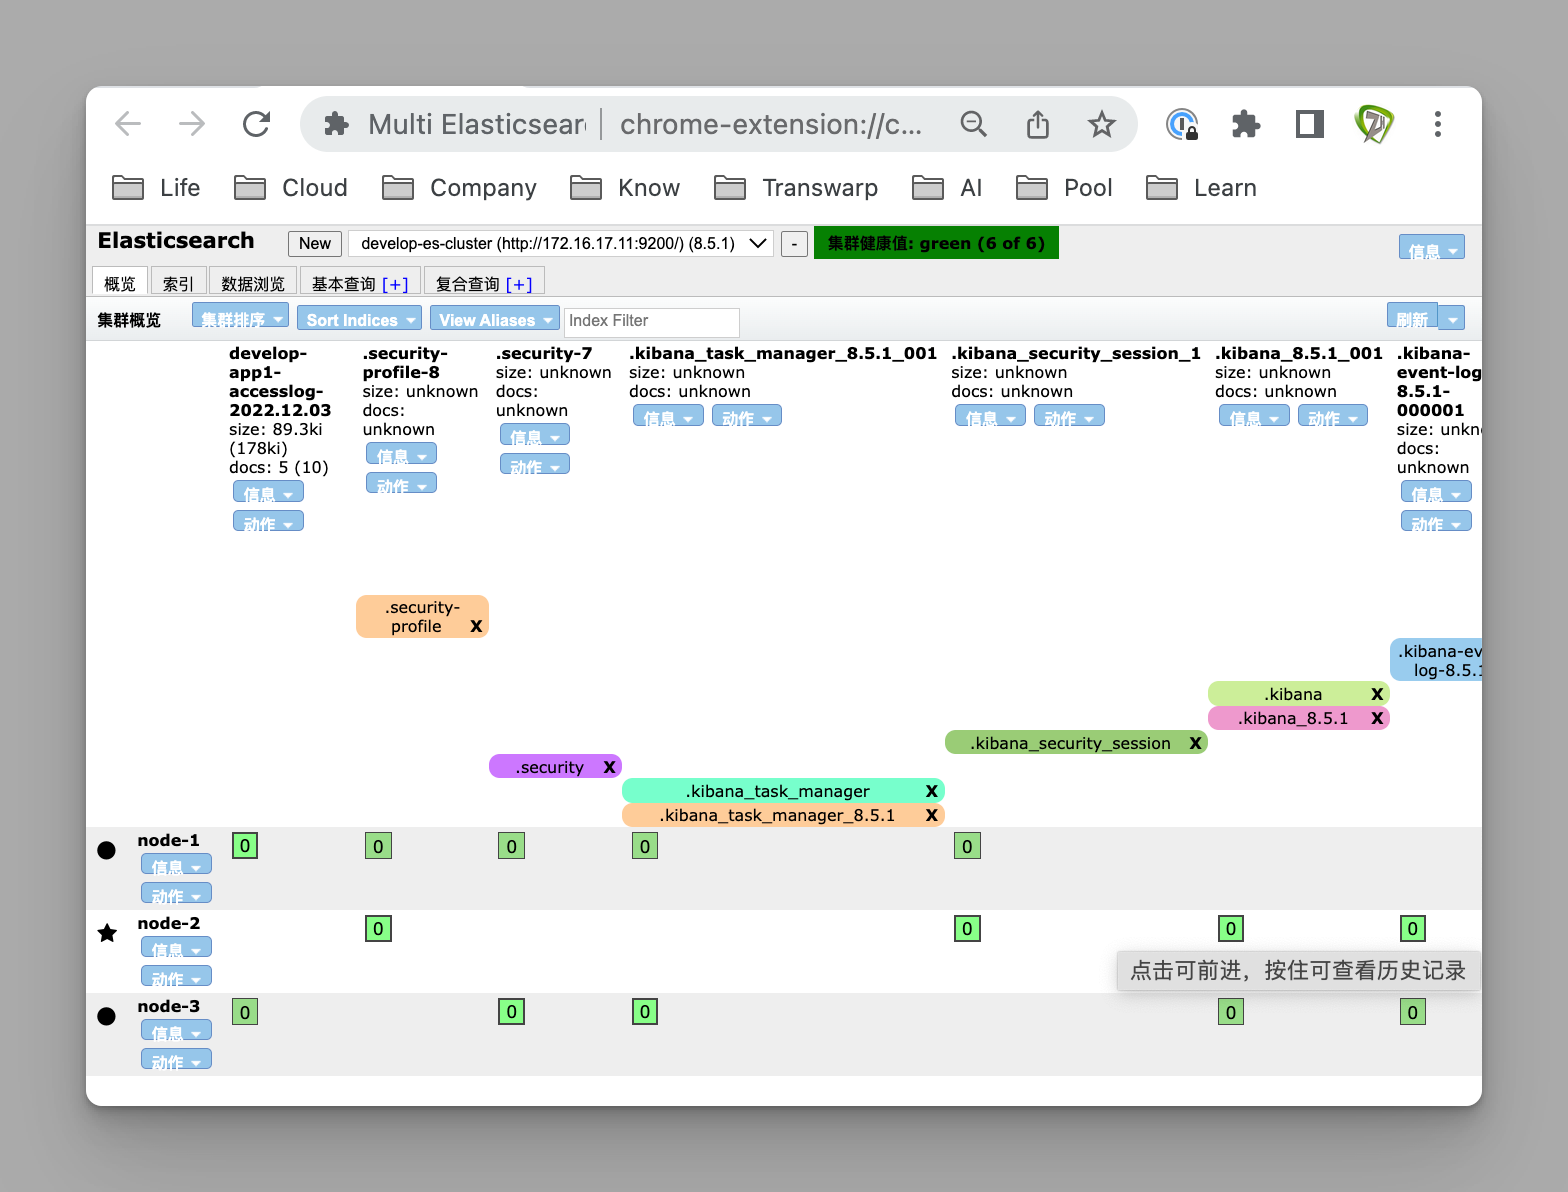 Multi Elasticsear
chrome-extension://c...
Life Cloud Company Know Transwarp AI Pool Learn
Elasticsearch New develop-es-cluster (http://172.16.17.11:9200/) (8.5.1) - 集群健康值: green (6 of 6) 信息
概览 索引 数据浏览 基本查询 [+] 复合查询 [+]
集群概览 集群排序 Sort Indices View Aliases Index Filter 刷新
develop-
app1-
accesslog-
2022.12.03
size: 89.3ki
(178ki)
docs: 5 (10)
信息
动作
.security-
profile-8
size: unknown
docs:
unknown
信息
动作
.security-7
size: unknown
docs:
unknown
信息
动作
.kibana_task_manager_8.5.1_001
size: unknown
docs: unknown
信息 动作
.kibana_security_session_1
size: unknown
docs: unknown
信息 动作
.kibana_8.5.1_001
size: unknown
docs: unknown
信息 动作
.kibana-
event-log
8.5.1-
000001
size: unkn
docs:
unknown
信息
动作
.security-
profile X
.kibana-ev
log-8.5.1
.kibana X
.kibana_8.5.1 X
.kibana_security_session X
.security X
.kibana_task_manager X
.kibana_task_manager_8.5.1 X
node-1 0 0 0 0 0
信息
动作
node-2 0 0 0 0
信息
动作
点击可前进，按住可查看历史记录
node-3 0 0 0 0 0
信息
动作